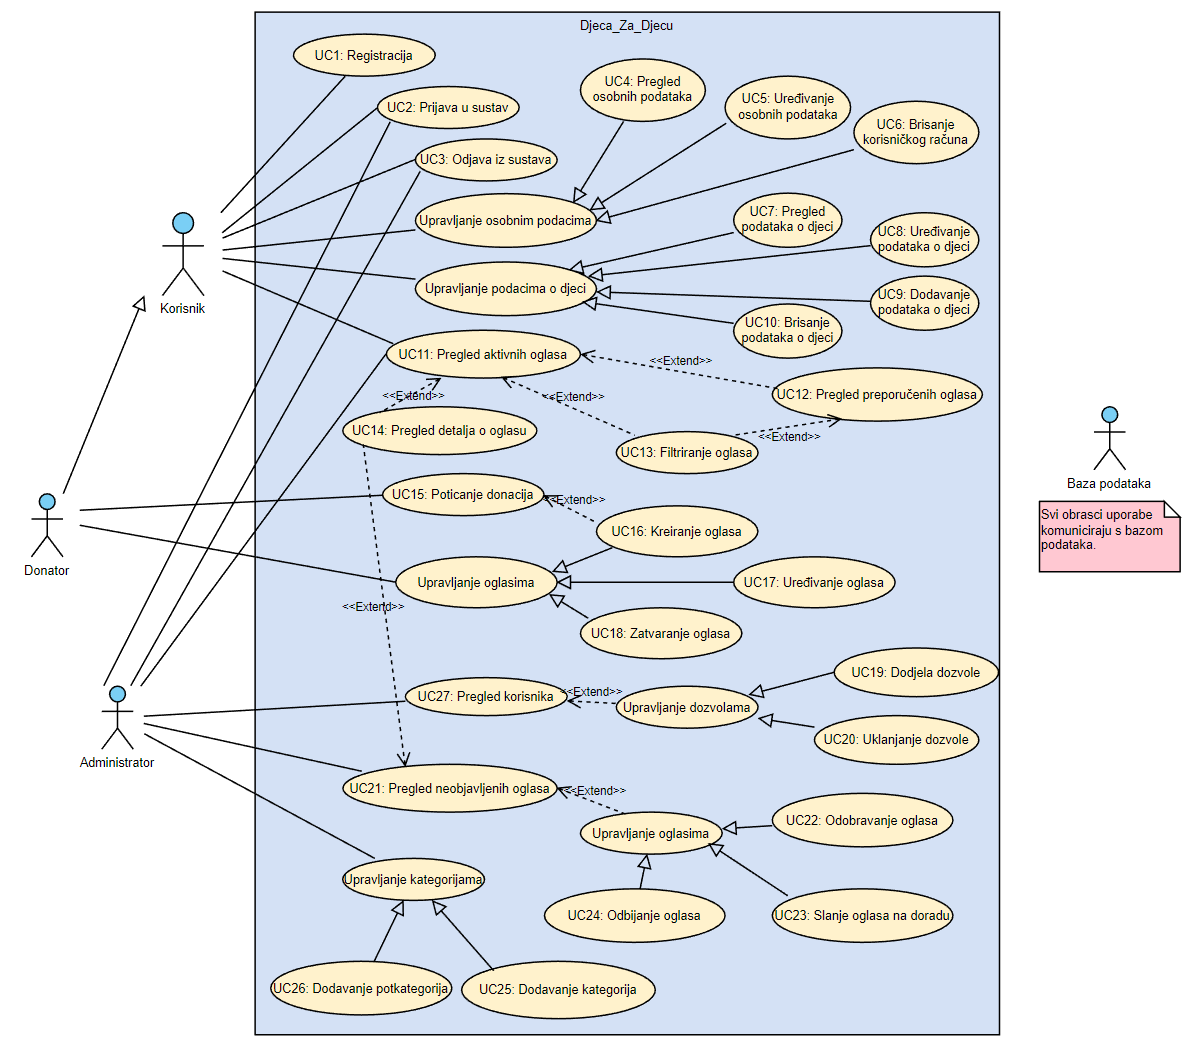 Djeca_Za_Djecu
UC1: Registracija
UC2: Prijava u sustav
UC3: Odjava iz sustava
UC4: Pregled
osobnih podataka
UC5: Uređivanje
osobnih podataka
UC6: Brisanje
korisničkog računa
Upravljanje osobnim podacima
UC7: Pregled
podataka o djeci
UC8: Uređivanje
podataka o djeci
Upravljanje podacima o djeci
UC9: Dodavanje
podataka o djeci
UC10: Brisanje
podataka o djeci
Korisnik
UC11: Pregled aktivnih oglasa
<<Extend>>
<<Extend>>
<<Extend>>
UC12: Pregled preporučenih oglasa
UC14: Pregled detalja o oglasu
<<Extend>>
UC13: Filtriranje oglasa
Baza podataka
Svi obrasci uporabe
komuniciraju s bazom
podataka.
UC15: Poticanje donacija
<<Extend>>
UC16: Kreiranje oglasa
Donator
Upravljanje oglasima
UC17: Uređivanje oglasa
<<Extend>>
UC18: Zatvaranje oglasa
UC19: Dodjela dozvole
UC27: Pregled korisnika
<<Extend>>
Upravljanje dozvolama
UC20: Uklanjanje dozvole
Administrator
UC21: Pregled neobjavljenih oglasa
<<Extend>>
UC22: Odobravanje oglasa
Upravljanje oglasima
Upravljanje kategorijama
UC24: Odbijanje oglasa
UC23: Slanje oglasa na doradu
UC26: Dodavanje potkategorija
UC25: Dodavanje kategorija